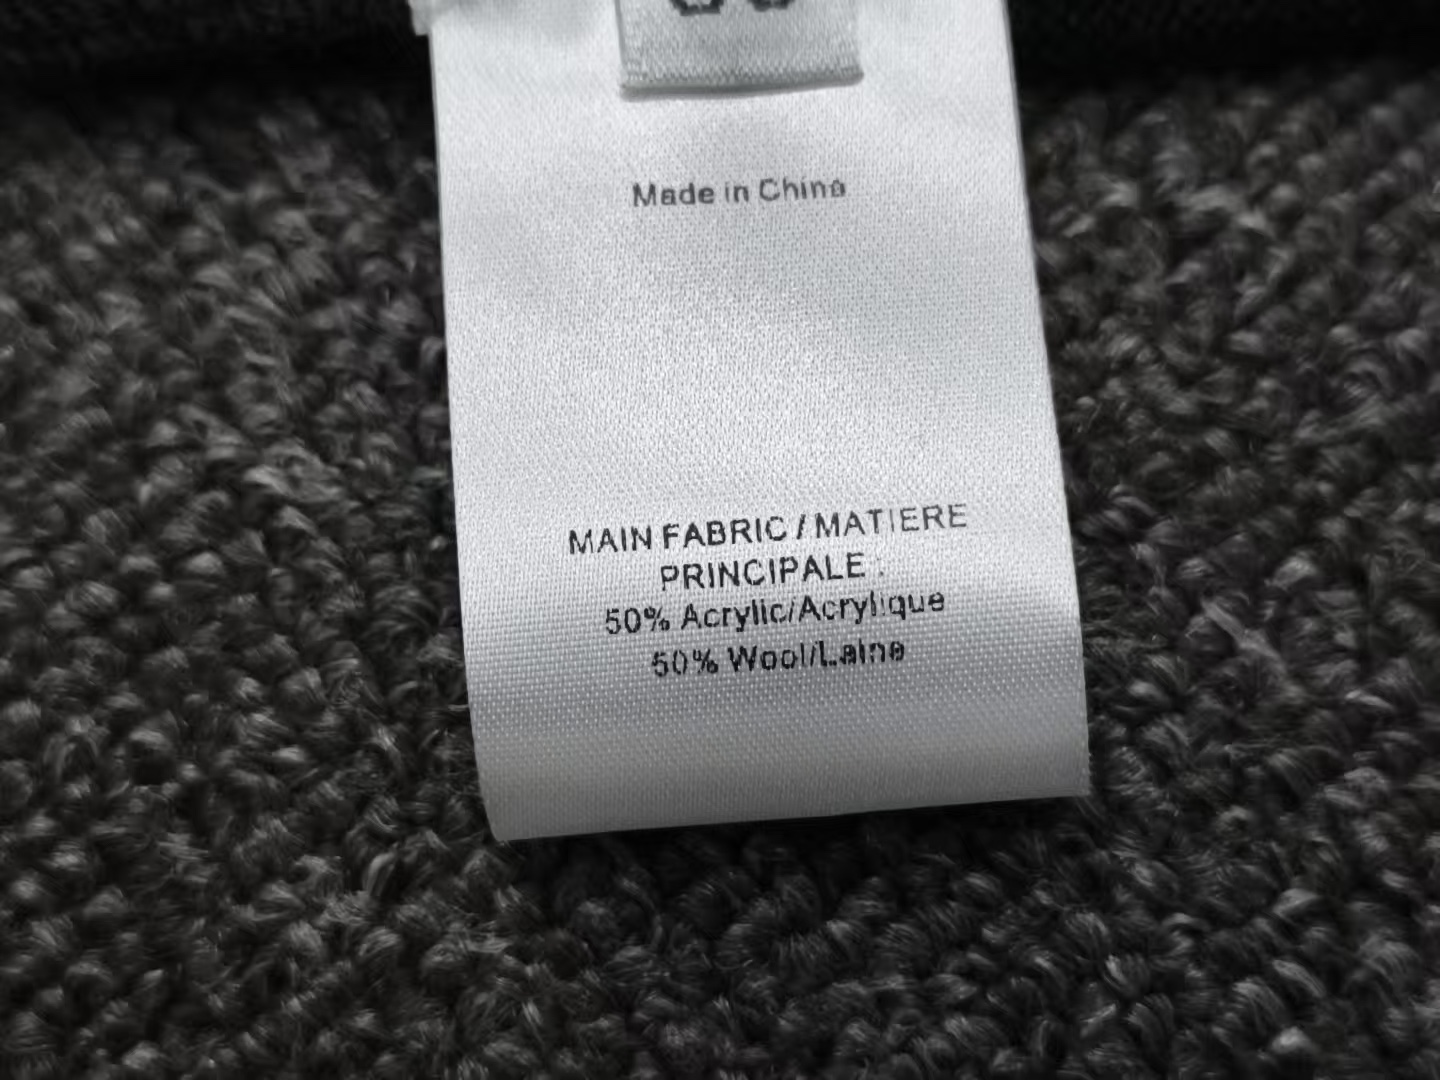 Made in China
MAIN FABRIC / MATIERE
PRINCIPALE :
50% Acrylic/Acrylique
50% Wool/Laine